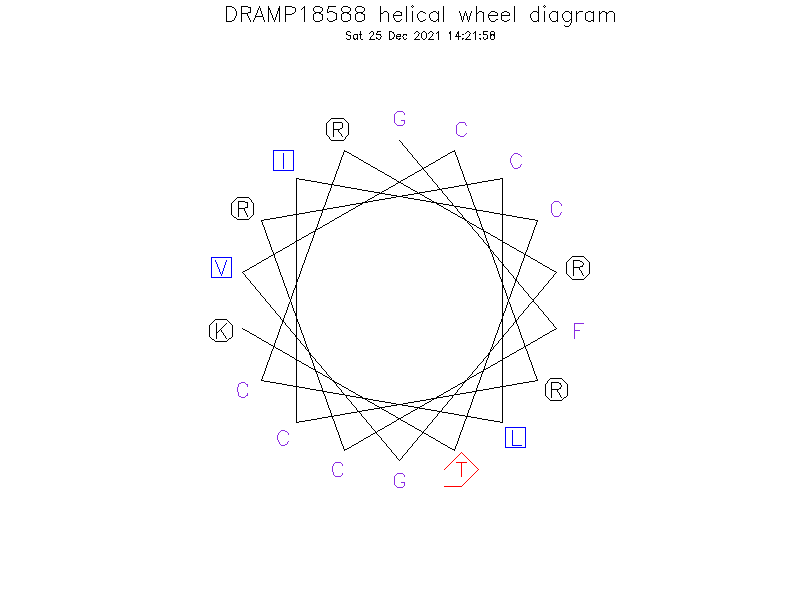 DRAMP18588 helical wheel diagram
Sat 25 Dec 2021 14:21:58
G
R C
I C
R C
V R
K F
C R
C L
C T
G